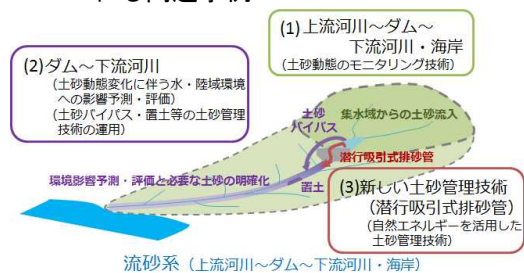 (1) 上流河川～ダム～
下流河川・海岸
(土砂動態のモニタリング技術)
(2) ダム～下流河川
(土砂動態変化に伴う水・陸域環境
への影響予測・評価)
(土砂バイパス・置土等の土砂管理
技術の運用)
土砂
バイパス
集水域からの土砂流入
潜行吸引式排砂管
環境影響予測・評価と必要な土砂の明確化
置土
(3)新しい土砂管理技術
(潜行吸引式排砂管)
(自然エネルギーを活用した
土砂管理技術)
流砂系 (上流河川～ダム～下流河川・海岸)